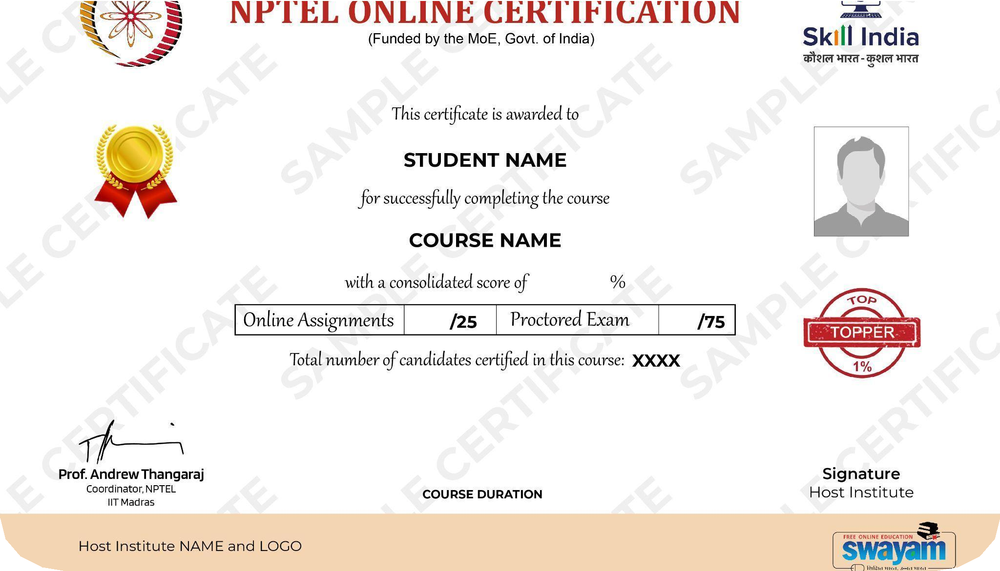 NPTEL ONLINE CERTIFICATION
(Funded by the MoE, Govt. of India)
Skill India
कौशल भारत - कुशल भारत
This certificate is awarded to
STUDENT NAME
for successfully completing the course
COURSE NAME
with a consolidated score of %
Online Assignments /25 Proctored Exam /75
Total number of candidates certified in this course: XXXX
TOP
TOPPER
1%
Prof. Andrew Thangaraj
Coordinator, NPTEL
IIT Madras
COURSE DURATION
Signature
Host Institute
Host Institute NAME and LOGO
FREE ONLINE EDUCATION
swayam
SAMPLE CERTIFICATE
SAMPLE CERTIFICATE